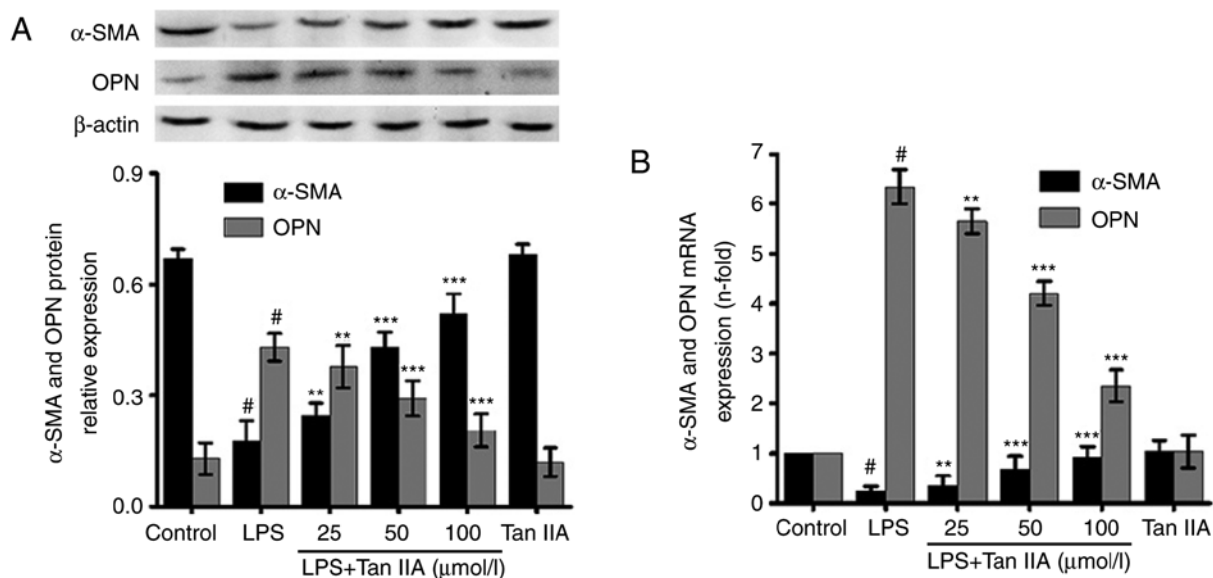 A
α-SMA
OPN
β-actin
α-SMA and OPN protein
relative expression
0.9
0.6
0.3
0.0
α-SMA
OPN
#
#
**
**
***
***
***
***
Control LPS 25 50 100 Tan IIA
LPS+Tan IIA (μmol/l)
B
α-SMA and OPN mRNA
expression (n-fold)
7
6
5
4
3
2
1
0
α-SMA
OPN
#
#
**
**
***
***
***
***
Control LPS 25 50 100 Tan IIA
LPS+Tan IIA (μmol/l)